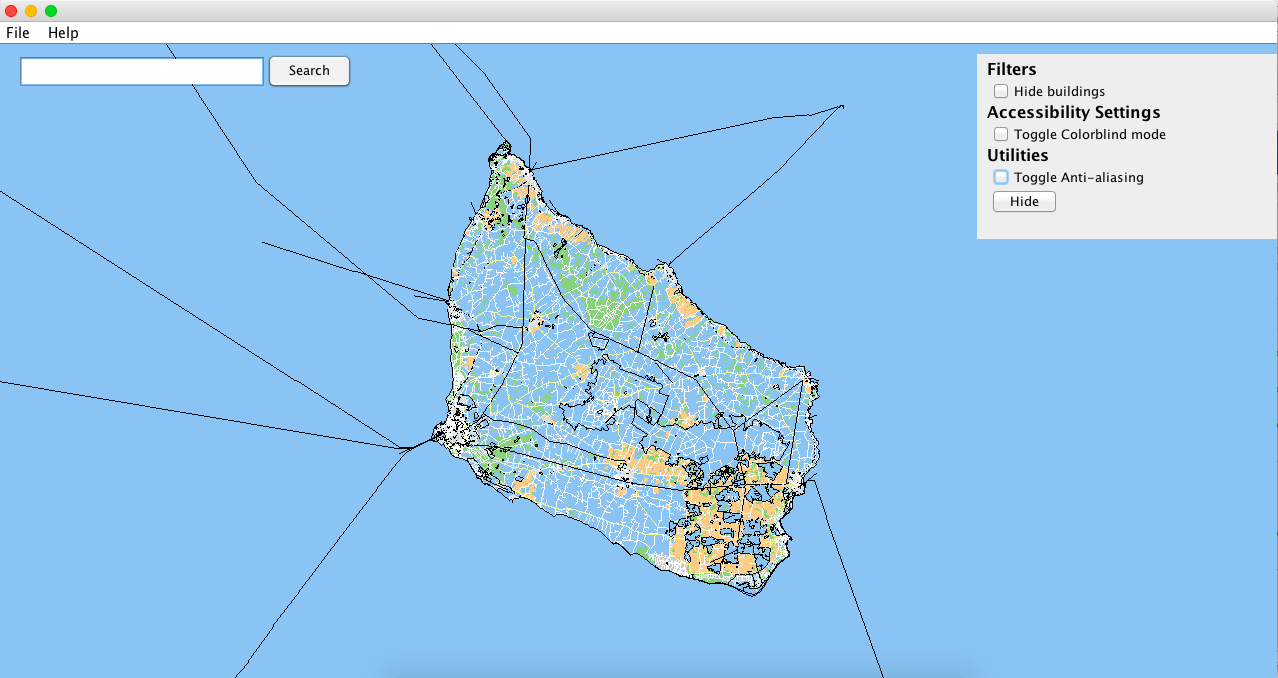 File Help
Search
Filters
Hide buildings
Accessibility Settings
Toggle Colorblind mode
Utilities
Toggle Anti-aliasing
Hide